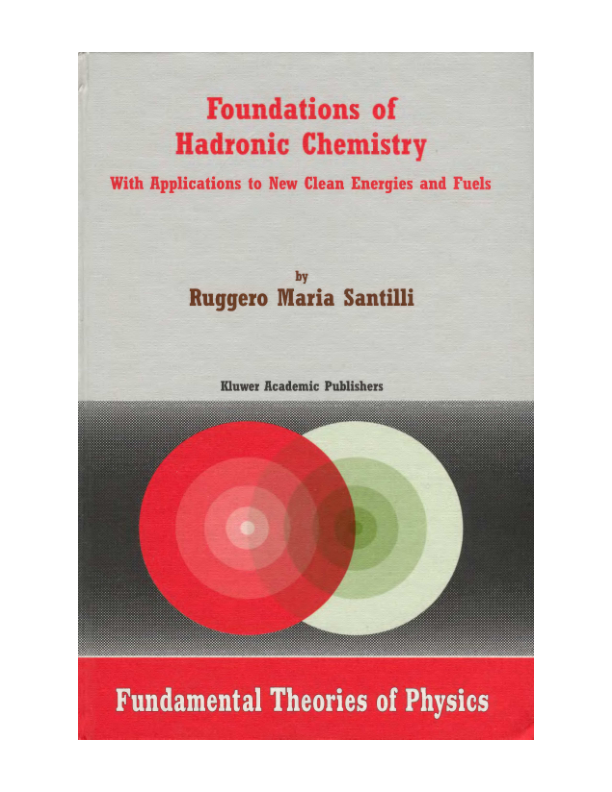 Foundations of
Hadronic Chemistry
With Applications to New Clean Energies and Fuels
by
Ruggero Maria Santilli
Kluwer Academic Publishers
Fundamental Theories of Physics